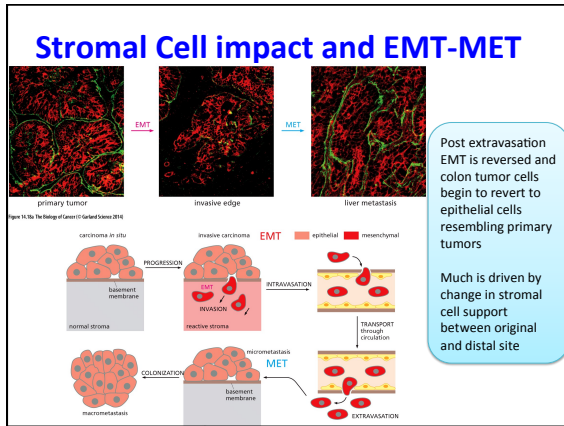 Stromal Cell impact and EMT-MET
EMT
MET
primary tumor
invasive edge
liver metastasis
Figure 14.18a The Biology of Cancer (© Garland Science 2014)
carcinoma in situ
invasive carcinoma
EMT
epithelial
mesenchymal
PROGRESSION
basement
membrane
normal stroma
EMT
INVASION
reactive stroma
INTRAVASATION
TRANSPORT
through
circulation
EXTRAVASATION
micrometastasis
MET
basement
membrane
COLONIZATION
macrometastasis
Post extravasation
EMT is reversed and
colon tumor cells
begin to revert to
epithelial cells
resembling primary
tumors
Much is driven by
change in stromal
cell support
between original
and distal site